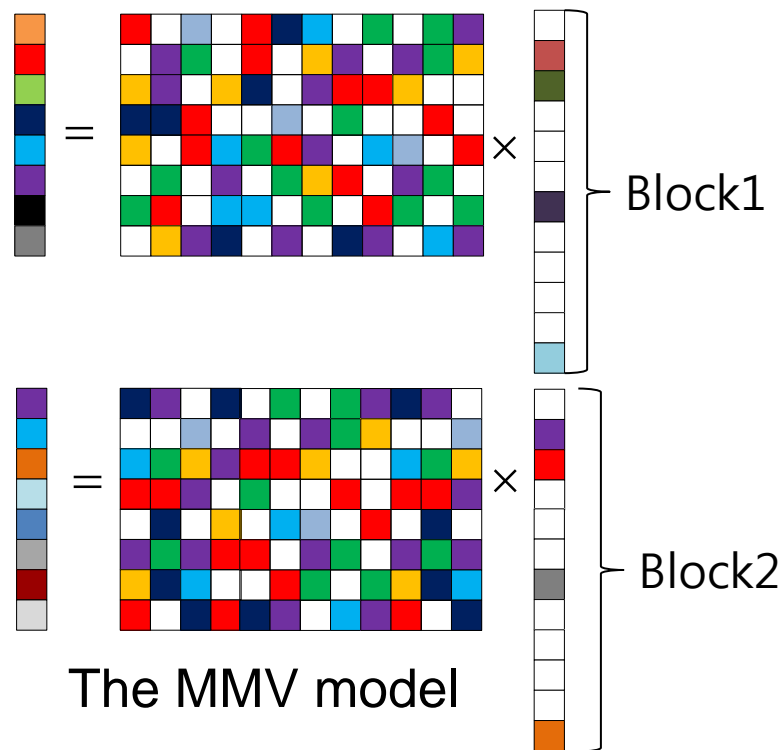 = × Block1
= × Block2
The MMV model